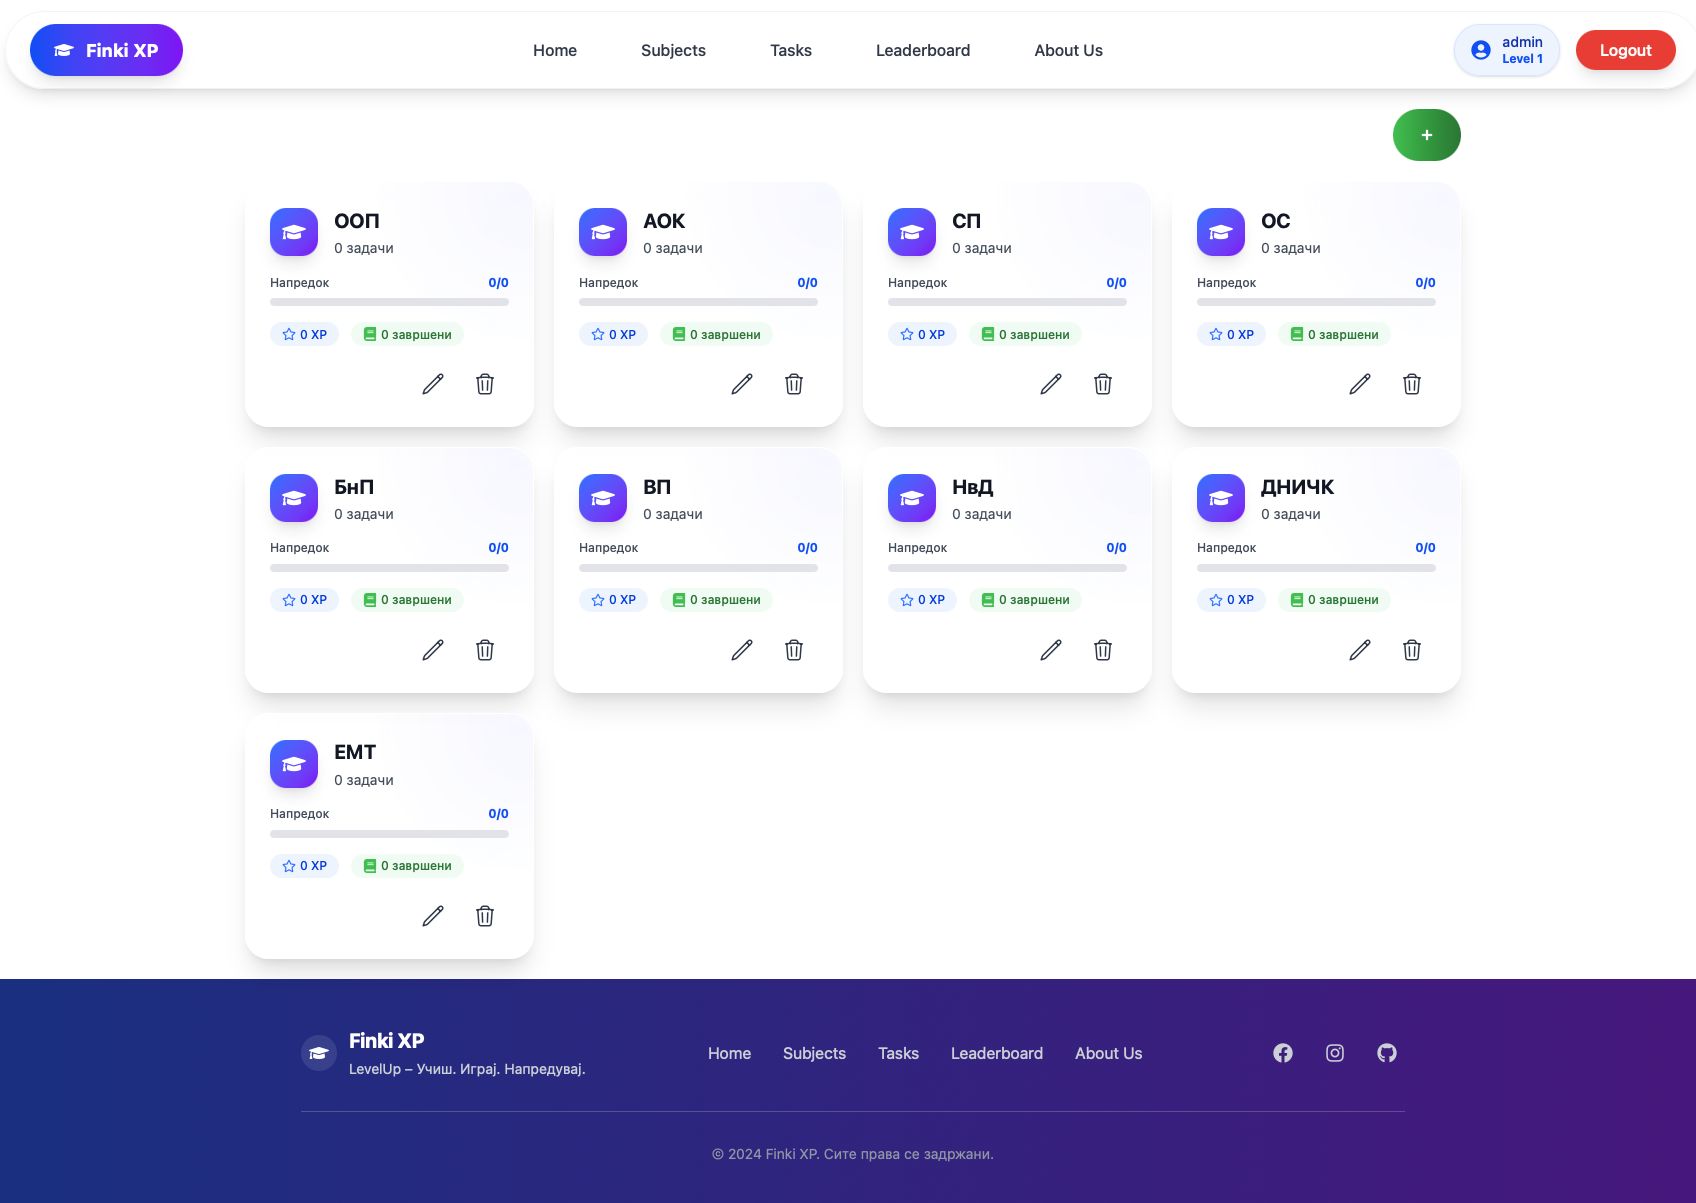 Finki XP
Home Subjects Tasks Leaderboard About Us
admin
Level 1
Logout
+
ООП
0 задачи
Напредок 0/0
0 XP 0 завршени
АОК
0 задачи
Напредок 0/0
0 XP 0 завршени
СП
0 задачи
Напредок 0/0
0 XP 0 завршени
ОС
0 задачи
Напредок 0/0
0 XP 0 завршени
БнП
0 задачи
Напредок 0/0
0 XP 0 завршени
ВП
0 задачи
Напредок 0/0
0 XP 0 завршени
НвД
0 задачи
Напредок 0/0
0 XP 0 завршени
ДНИЧК
0 задачи
Напредок 0/0
0 XP 0 завршени
ЕМТ
0 задачи
Напредок 0/0
0 XP 0 завршени
Finki XP
LevelUp – Учиш. Играј. Напредувај.
Home Subjects Tasks Leaderboard About Us
© 2024 Finki XP. Сите права се задржани.